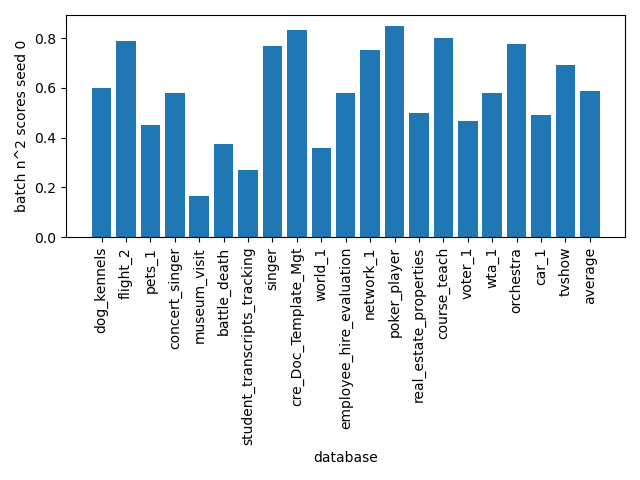 batch n^2 scores seed 0
0.8
0.6
0.4
0.2
0.0
dog_kennels
flight_2
pets_1
concert_singer
museum_visit
battle_death
student_transcripts_tracking
singer
cre_Doc_Template_Mgt
world_1
employee_hire_evaluation
network_1
poker_player
real_estate_properties
course_teach
voter_1
wta_1
orchestra
car_1
tvshow
average
database